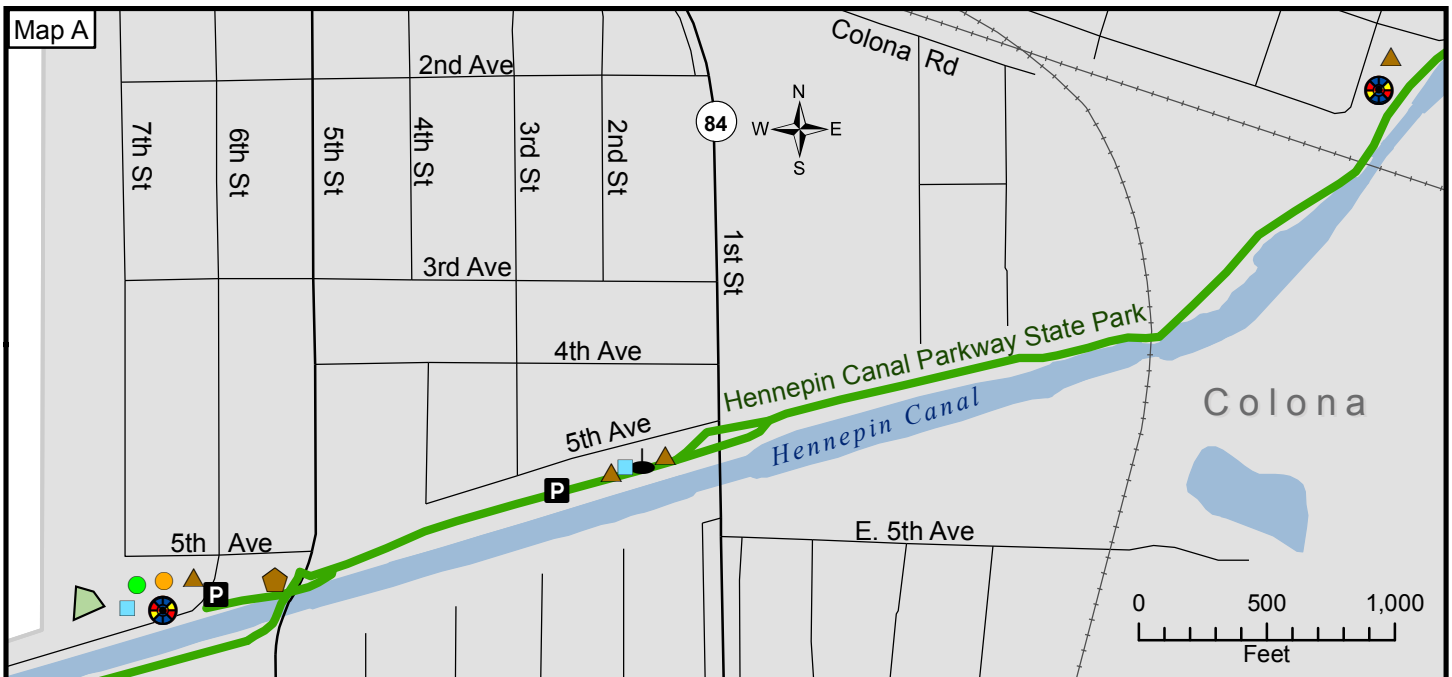 Map A
2nd Ave
Colona Rd
N
W E
S
84
7th St
6th St
5th St
4th St
3rd St
2nd St
1st St
3rd Ave
4th Ave
Hennepin Canal Parkway State Park
Hennepin Canal
Colona
5th Ave
P
E. 5th Ave
5th Ave
P
0 500 1,000
Feet